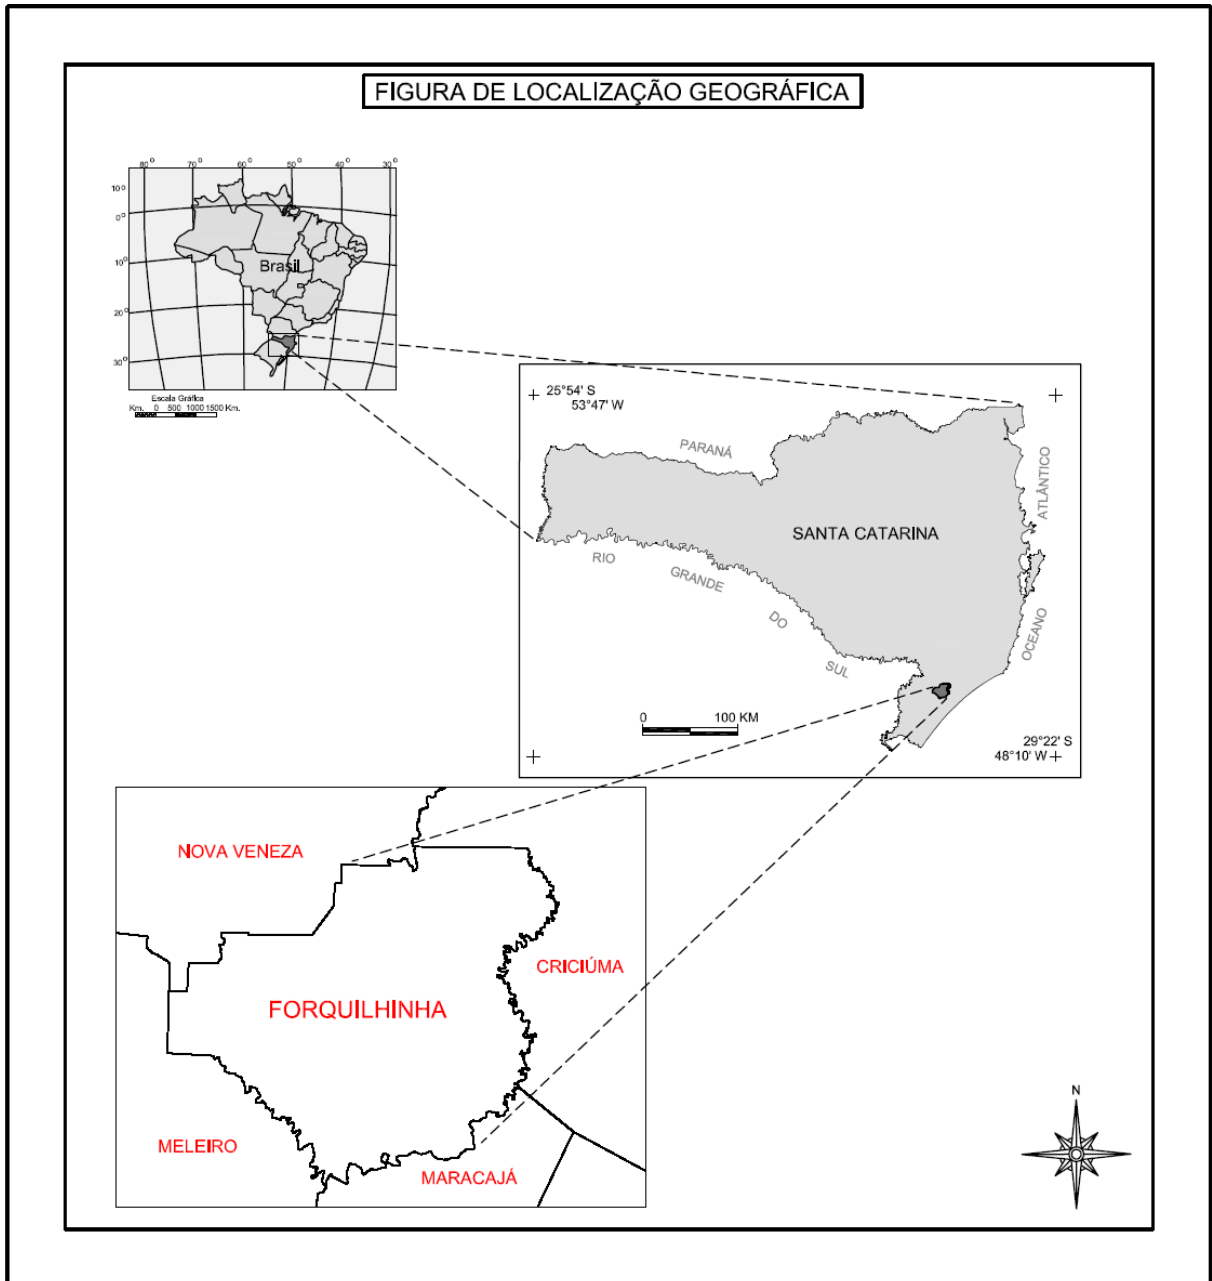 FIGURA DE LOCALIZAÇÃO GEOGRÁFICA
80° 70° 60° 50° 40° 30°
10°
0°
10°
20°
30°
Brasil
Escala Gráfica
Km. 0 500 1000 1500 Km.
25°54' S
53°47' W
PARANÁ
SANTA CATARINA
ATLÂNTICO
OCEANO
RIO
GRANDE
DO
SUL
0 100 KM
29°22' S
48°10' W
NOVA VENEZA
CRICIÚMA
FORQUILHINHA
MELEIRO
MARACAJÁ
N